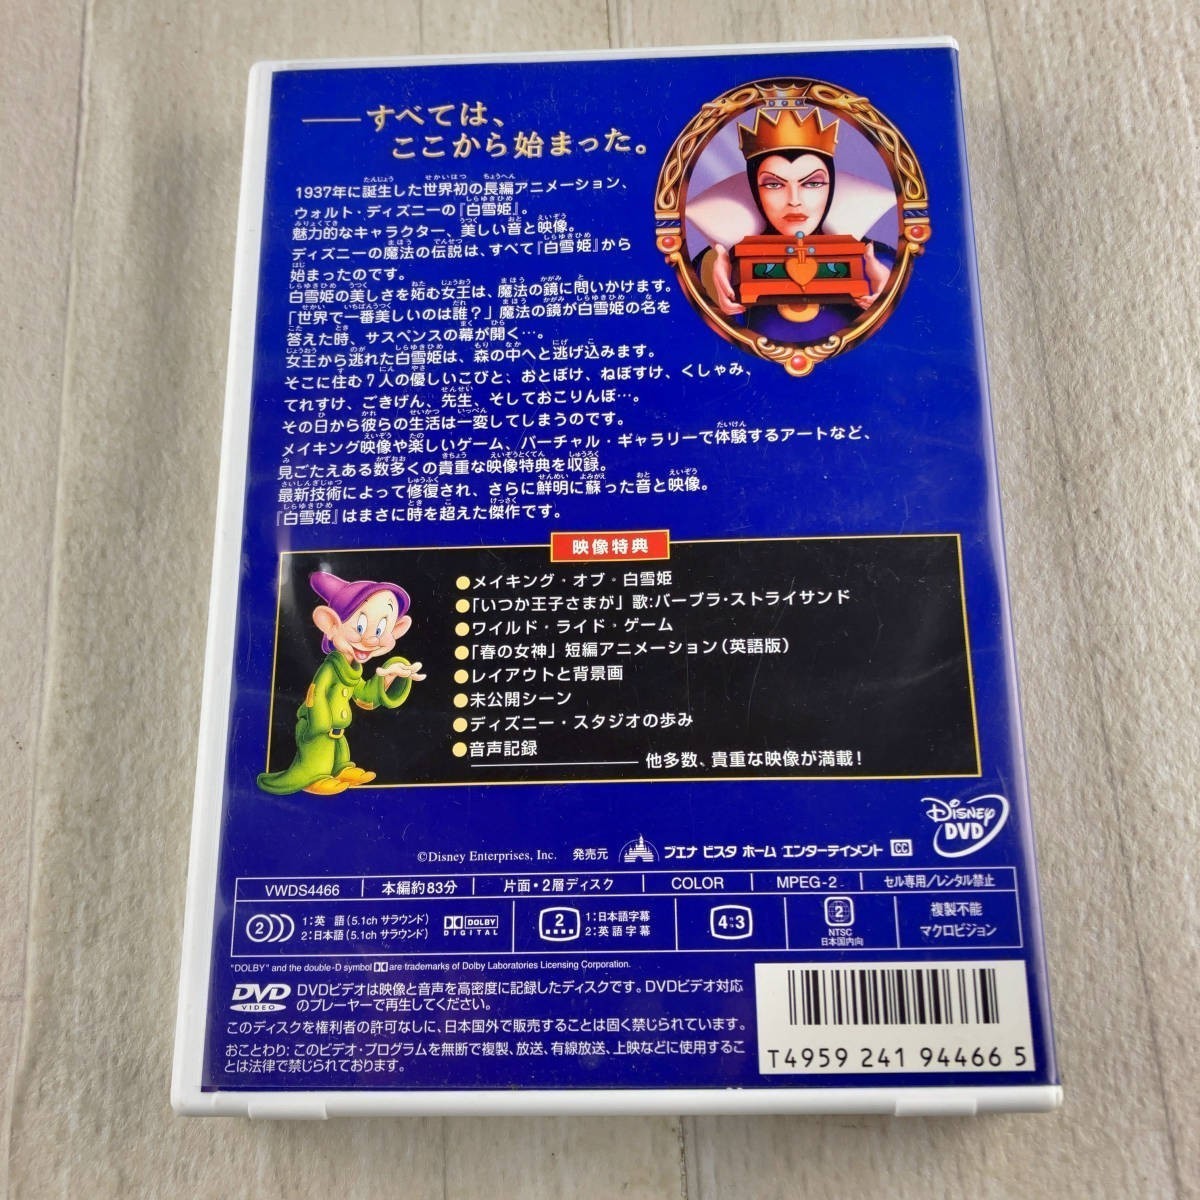 ――すべては、
ここから始まった。
1937年に誕生した世界初の長編アニメーション、
ウォルト・ディズニーの『白雪姫』。
魅力的なキャラクター、美しい音と映像。
ディズニーの魔法の伝説は、すべて『白雪姫』から
始まったのです。
白雪姫の美しさを妬む女王は、魔法の鏡に問いかけます。
「世界で一番美しいのは誰？」魔法の鏡が白雪姫の名を
答えた時、サスペンスの幕が開く…。
女王から逃れた白雪姫は、森の中へと逃げ込みます。
そこに住む7人の優しいこびと、おとぼけ、ねぼすけ、くしゃみ、
てれすけ、ごきげん、先生、そしておこりんぼ…。
その日から彼らの生活は一変してしまうのです。
メイキング映像や楽しいゲーム、バーチャル・ギャラリーで体験するアートなど、
見ごたえある数多くの貴重な映像特典を収録。
最新技術によって修復され、さらに鮮明に蘇った音と映像。
『白雪姫』はまさに時を超えた傑作です。
映像特典
●メイキング・オブ・白雪姫
●「いつか王子さまが」歌:バーブラ・ストライサンド
●ワイルド・ライド・ゲーム
●「春の女神」短編アニメーション(英語版)
●レイアウトと背景画
●未公開シーン
●ディズニー・スタジオの歩み
●音声記録
他多数、貴重な映像が満載！
Disney DVD
©Disney Enterprises, Inc. 発売元 ブエナ ビスタ ホーム エンターテイメント CC
VWDS4466 本編約83分 片面・2層ディスク COLOR MPEG-2 セル専用/レンタル禁止
2 1:英語(5.1ch サラウンド) DOLBY DIGITAL 2 1:日本語字幕 4:3 2 複製不能
2:日本語(5.1ch サラウンド) 2:英語字幕 NTSC 日本国内向 マクロビジョン
"DOLBY" and the double-D symbol are trademarks of Dolby Laboratories Licensing Corporation.
DVD VIDEO DVDビデオは映像と音声を高密度に記録したディスクです。DVDビデオ対応
のプレーヤーで再生してください。
このディスクを権利者の許可なしに、日本国外で販売することは固く禁じられています。
おことわり: このビデオ・プログラムを無断で複製、放送、有線放送、上映などに使用するこ
とは法律で禁じられております。
T4959 241 94466 5